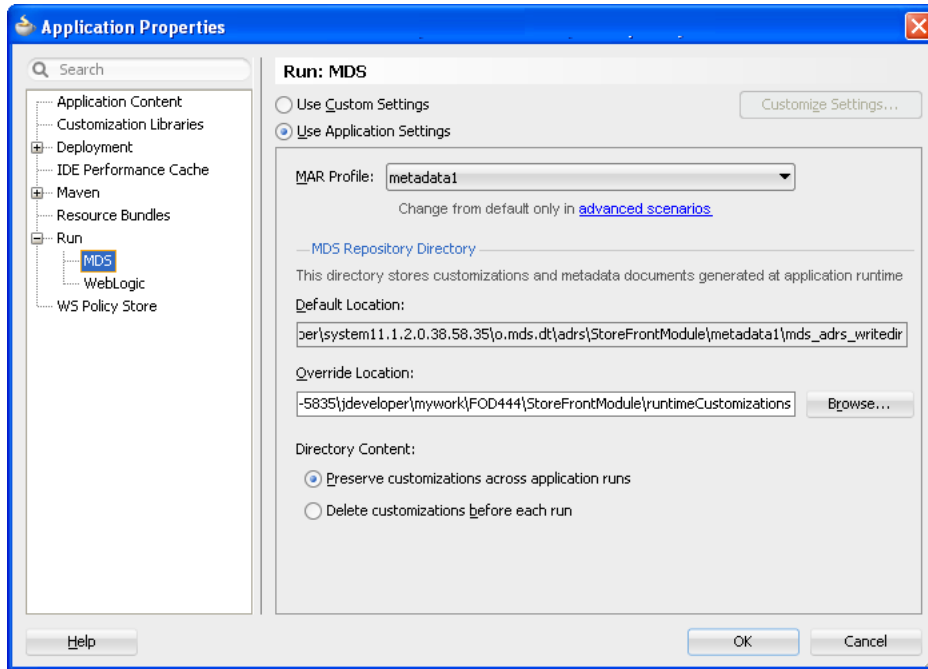 Application Properties
Search
Application Content
Customization Libraries
Deployment
IDE Performance Cache
Maven
Resource Bundles
Run
MDS
WebLogic
WS Policy Store
Run: MDS
Use Custom Settings
Customize Settings...
Use Application Settings
MAR Profile: metadata1
Change from default only in advanced scenarios
MDS Repository Directory
This directory stores customizations and metadata documents generated at application runtime
Default Location:
per\system11.1.2.0.38.58.35\o.mds.dt\adrs\StoreFrontModule\metadata1\mds_adrs_writedir
Override Location:
-5835\jdeveloper\mywork\FOD444\StoreFrontModule\runtimeCustomizations
Browse...
Directory Content:
Preserve customizations across application runs
Delete customizations before each run
Help
OK
Cancel